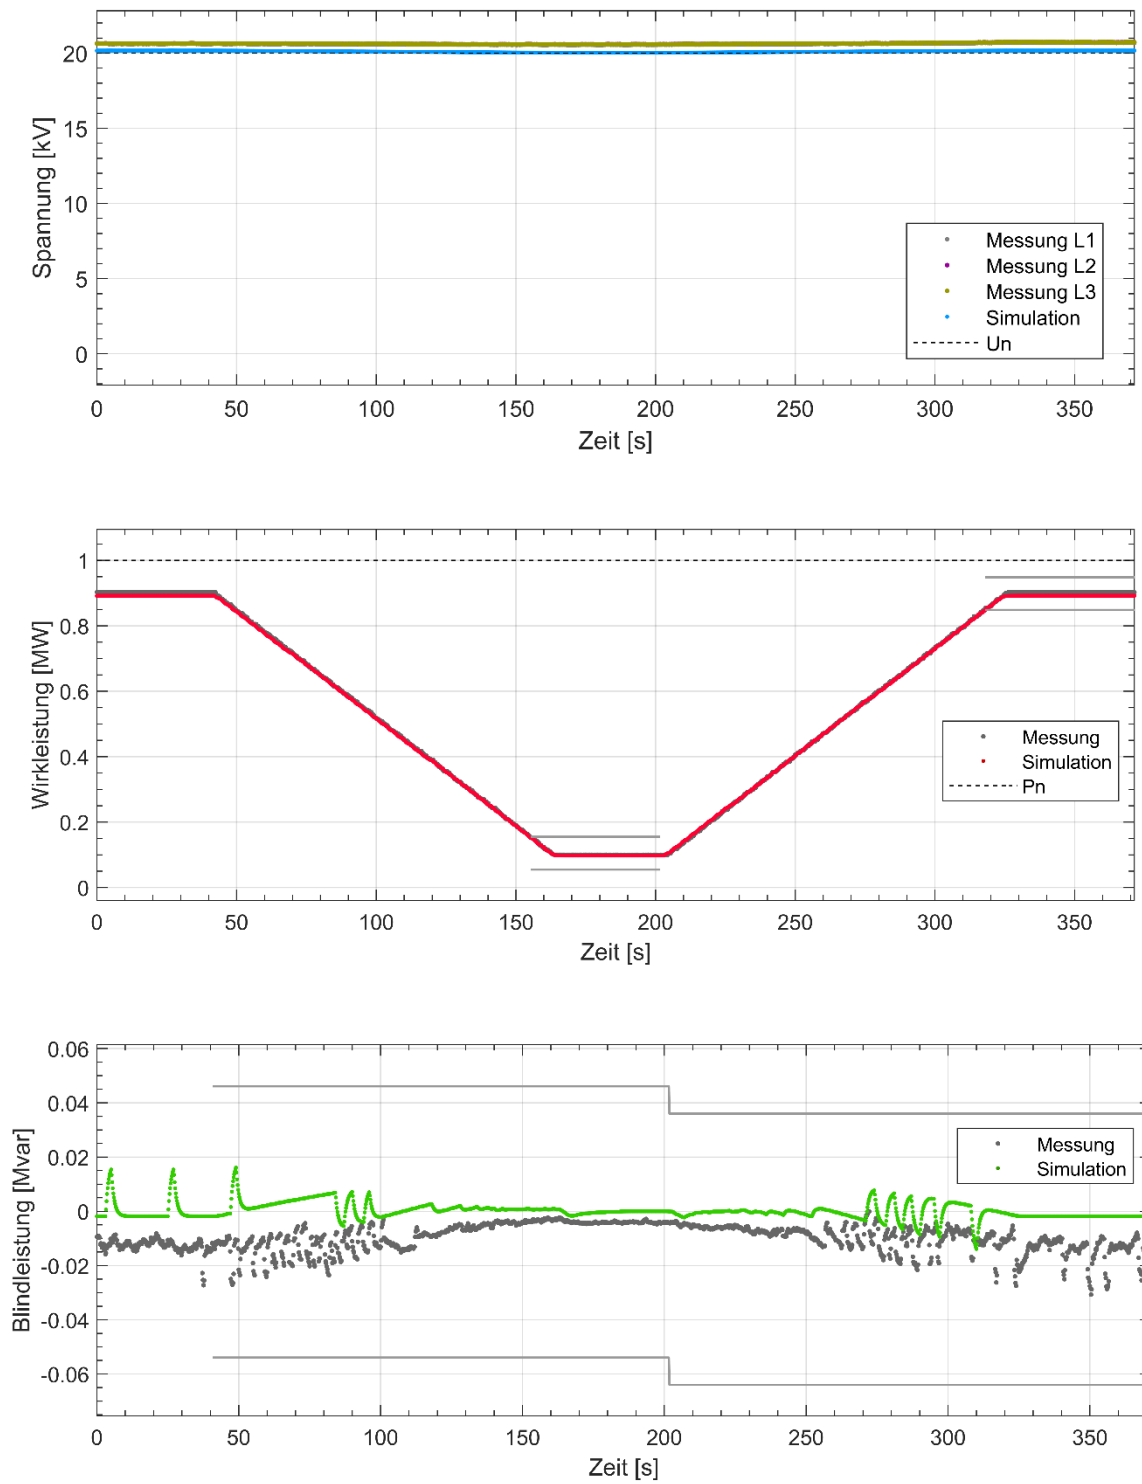 20
15
10
5
0
Spannung [kV]
Messung L1
Messung L2
Messung L3
Simulation
Un
0 50 100 150 200 250 300 350
Zeit [s]
1
0.8
0.6
0.4
0.2
0
Wirkleistung [MW]
Messung
Simulation
Pn
0 50 100 150 200 250 300 350
Zeit [s]
0.06
0.04
0.02
0
-0.02
-0.04
-0.06
Blindleistung [Mvar]
Messung
Simulation
0 50 100 150 200 250 300 350
Zeit [s]